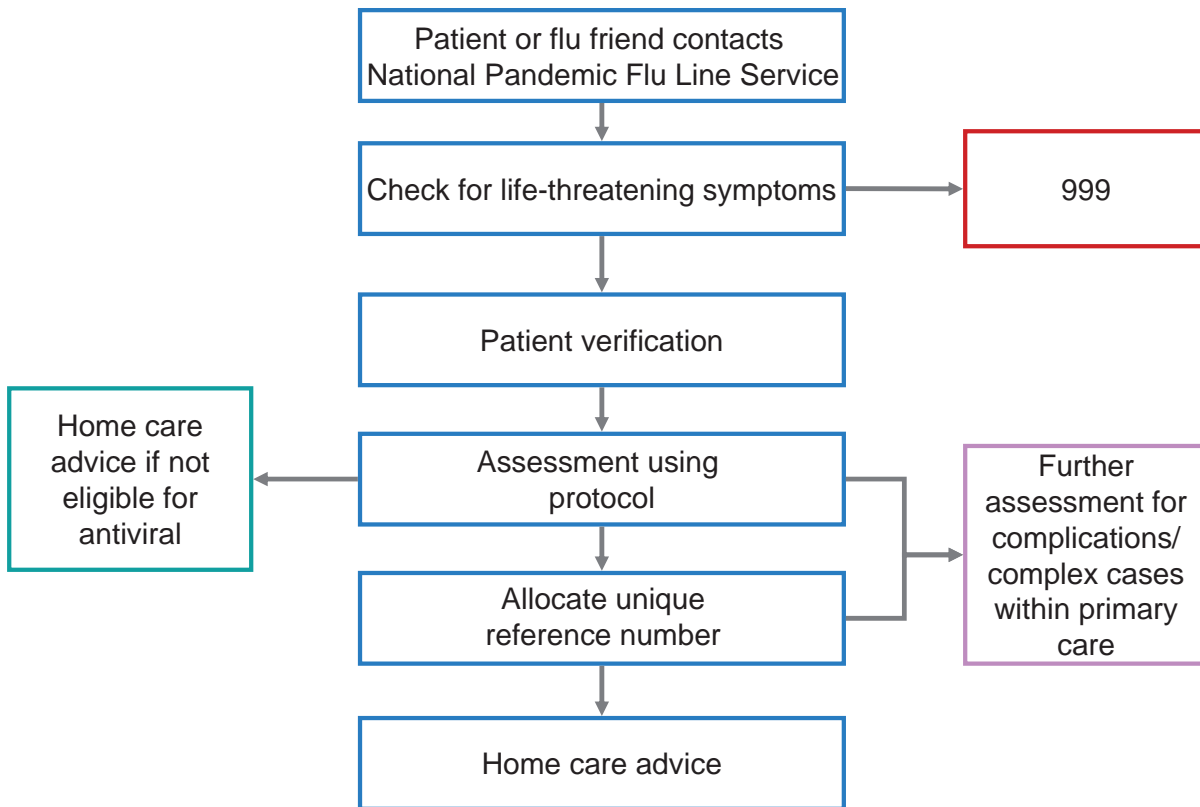 Patient or flu friend contacts
National Pandemic Flu Line Service
Check for life-threatening symptoms
999
Patient verification
Home care
advice if not
eligible for
antiviral
Assessment using
protocol
Further
assessment for
complications/
complex cases
within primary
care
Allocate unique
reference number
Home care advice